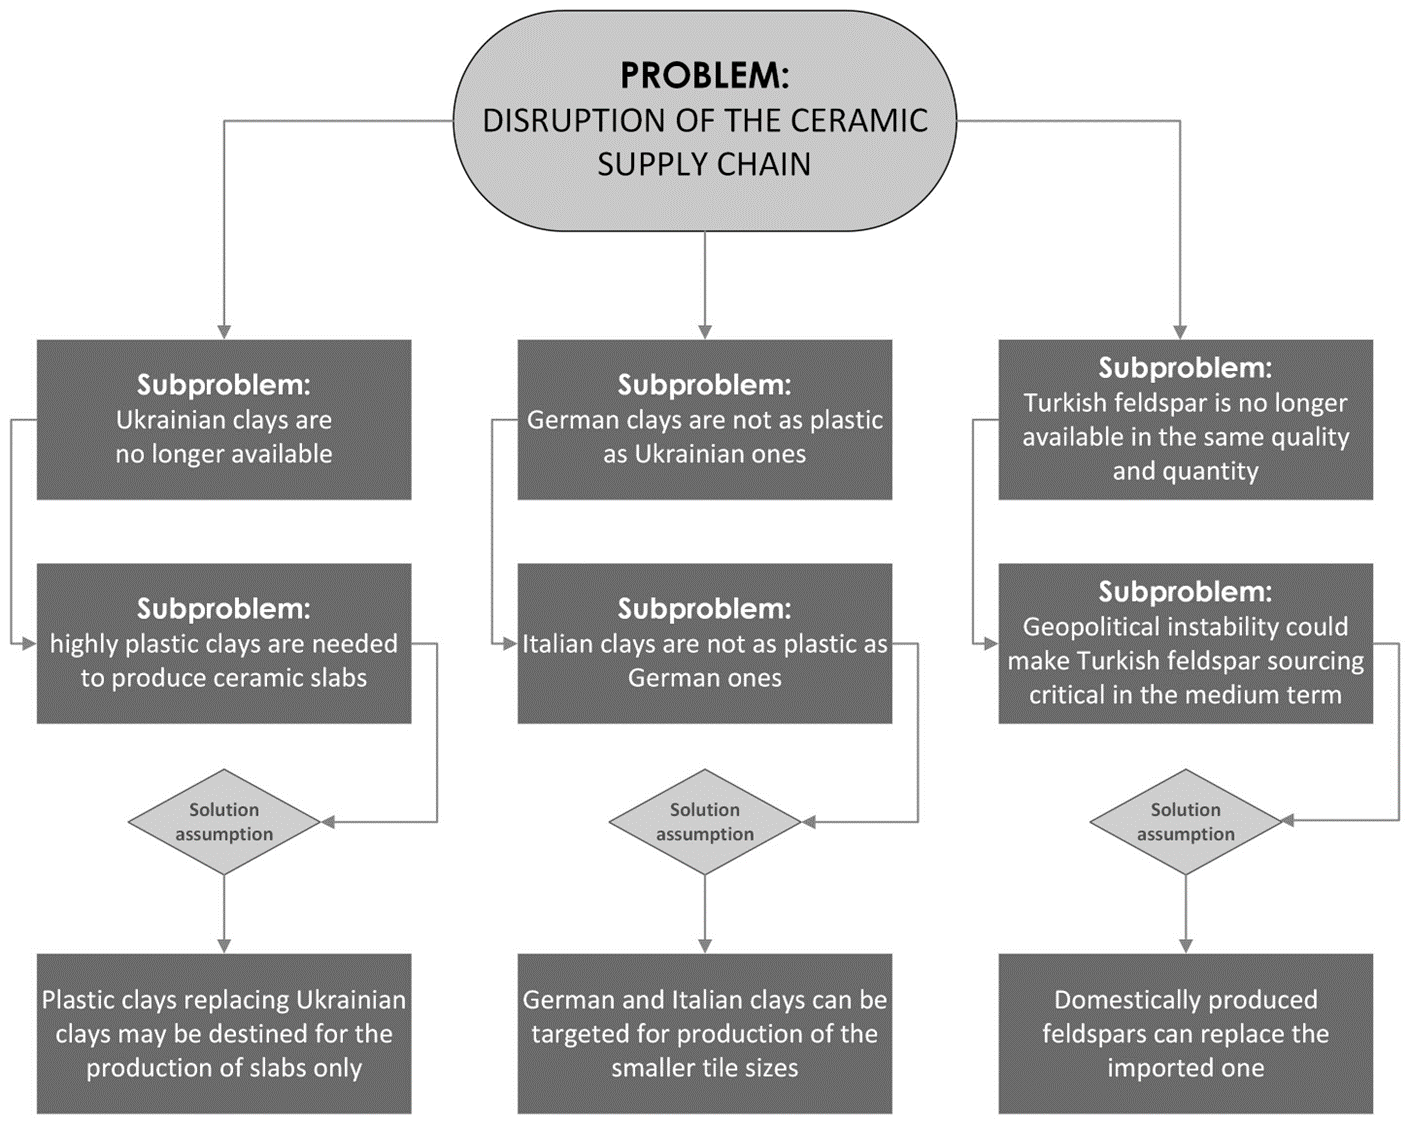 PROBLEM:
DISRUPTION OF THE CERAMIC
SUPPLY CHAIN
Subproblem:
Ukrainian clays are
no longer available
Subproblem:
highly plastic clays are needed
to produce ceramic slabs
Solution
assumption
Plastic clays replacing Ukrainian
clays may be destined for the
production of slabs only
Subproblem:
German clays are not as plastic
as Ukrainian ones
Subproblem:
Italian clays are not as plastic as
German ones
Solution
assumption
German and Italian clays can be
targeted for production of the
smaller tile sizes
Subproblem:
Turkish feldspar is no longer
available in the same quality
and quantity
Subproblem:
Geopolitical instability could
make Turkish feldspar sourcing
critical in the medium term
Solution
assumption
Domestically produced
feldspars can replace the
imported one